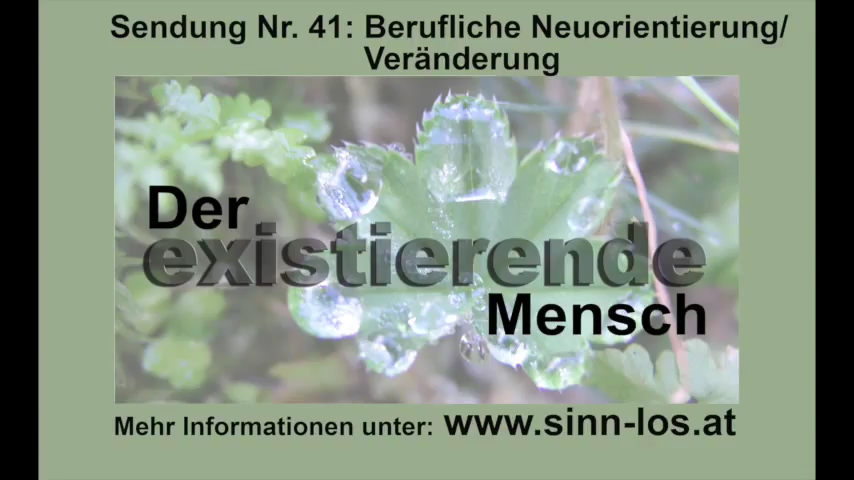 Sendung Nr. 41: Berufliche Neuorientierung/
Veränderung
Der
existierende
Mensch
Mehr Informationen unter: www.sinn-los.at